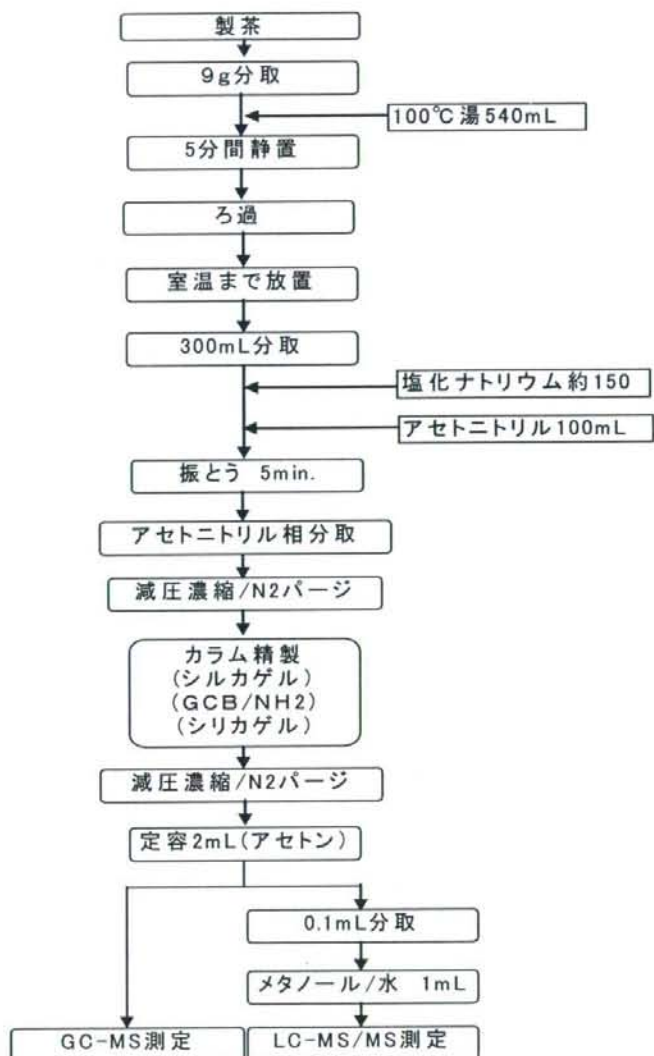 製茶
9g分取
100℃湯540mL
5分間静置
ろ過
室温まで放置
300mL分取
塩化ナトリウム約150
アセトニトリル100mL
振とう 5min.
アセトニトリル相分取
減圧濃縮/N2パージ
カラム精製
(シルカゲル)
(GCB/NH2)
(シリカゲル)
減圧濃縮/N2パージ
定容2mL(アセトン)
0.1mL分取
メタノール/水 1mL
GC-MS測定
LC-MS/MS測定